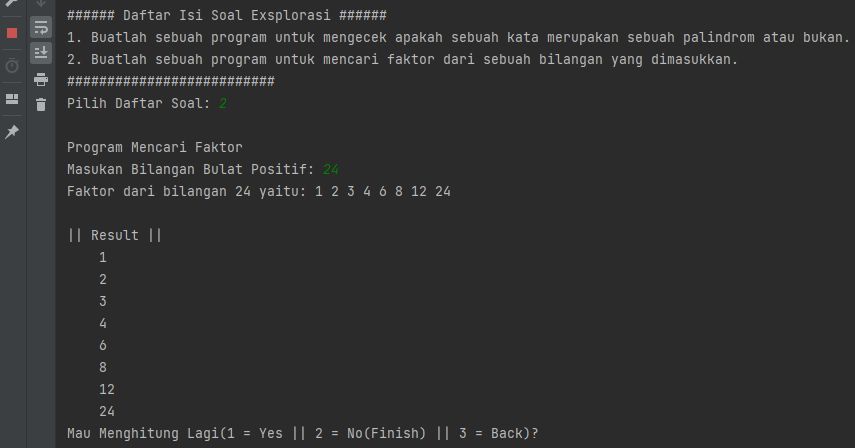 ###### Daftar Isi Soal Exsplorasi ######
1. Buatlah sebuah program untuk mengecek apakah sebuah kata merupakan sebuah palindrom atau bukan.
2. Buatlah sebuah program untuk mencari faktor dari sebuah bilangan yang dimasukkan.
##########################
Pilih Daftar Soal: 2
Program Mencari Faktor
Masukan Bilangan Bulat Positif: 24
Faktor dari bilangan 24 yaitu: 1 2 3 4 6 8 12 24
|| Result ||
1
2
3
4
6
8
12
24
Mau Menghitung Lagi(1 = Yes || 2 = No(Finish) || 3 = Back)?